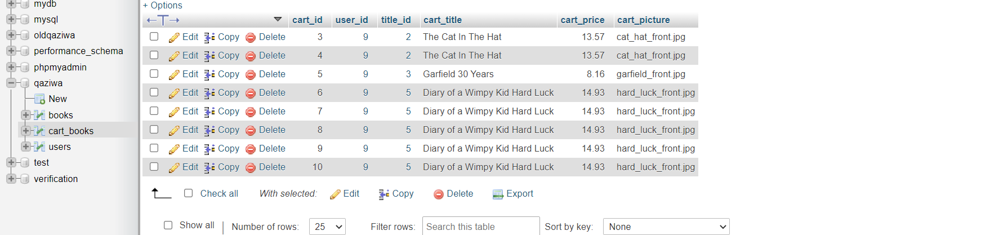 mydb
mysql
oldqaziwa
performance_schema
phpmyadmin
qaziwa
New
books
cart_books
users
test
verification
+ Options
←T→ cart_id user_id title_id cart_title cart_price cart_picture
Edit Copy Delete 3 9 2 The Cat In The Hat 13.57 cat_hat_front.jpg
Edit Copy Delete 4 9 2 The Cat In The Hat 13.57 cat_hat_front.jpg
Edit Copy Delete 5 9 3 Garfield 30 Years 8.16 garfield_front.jpg
Edit Copy Delete 6 9 5 Diary of a Wimpy Kid Hard Luck 14.93 hard_luck_front.jpg
Edit Copy Delete 7 9 5 Diary of a Wimpy Kid Hard Luck 14.93 hard_luck_front.jpg
Edit Copy Delete 8 9 5 Diary of a Wimpy Kid Hard Luck 14.93 hard_luck_front.jpg
Edit Copy Delete 9 9 5 Diary of a Wimpy Kid Hard Luck 14.93 hard_luck_front.jpg
Edit Copy Delete 10 9 5 Diary of a Wimpy Kid Hard Luck 14.93 hard_luck_front.jpg
Check all With selected: Edit Copy Delete Export
Show all | Number of rows: 25 Filter rows: Search this table Sort by key: None